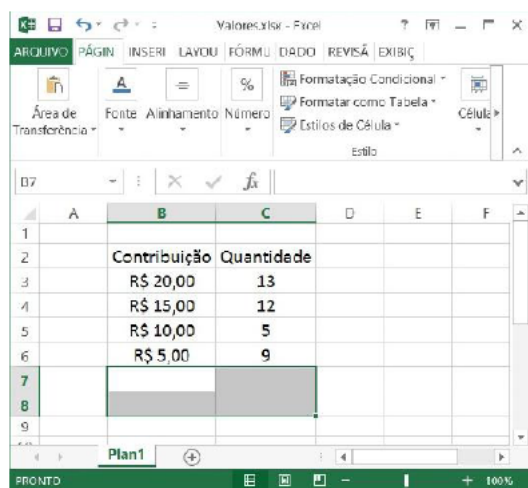 Valores.xlsx - Excel
ARQUIVO PÁGIN INSERI LAYOU FÓRMU DADO REVISÃ EXIBIÇ
Área de Transferência
Fonte
Alinhamento
Número
%
Formatação Condicional
Formatar como Tabela
Estilos de Célula
Estilo
Célula
B7
fx
A B C D E F
1
2 Contribuição Quantidade
3 R$ 20,00 13
4 R$ 15,00 12
5 R$ 10,00 5
6 R$ 5,00 9
7
8
9
Plan1
PRONTO 100%